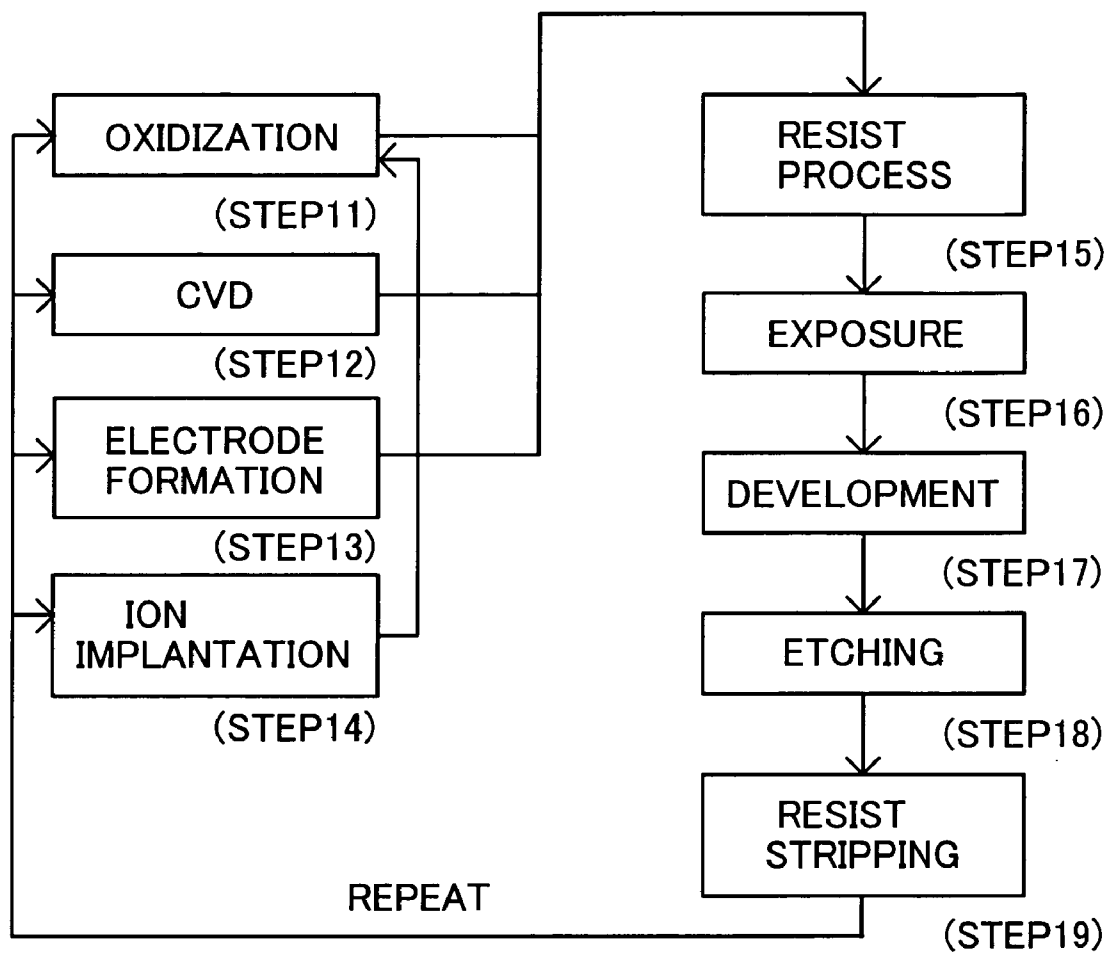 OXIDIZATION
(STEP11)
CVD
(STEP12)
ELECTRODE
FORMATION
(STEP13)
ION
IMPLANTATION
(STEP14)
RESIST
PROCESS
(STEP15)
EXPOSURE
(STEP16)
DEVELOPMENT
(STEP17)
ETCHING
(STEP18)
RESIST
STRIPPING
(STEP19)
REPEAT